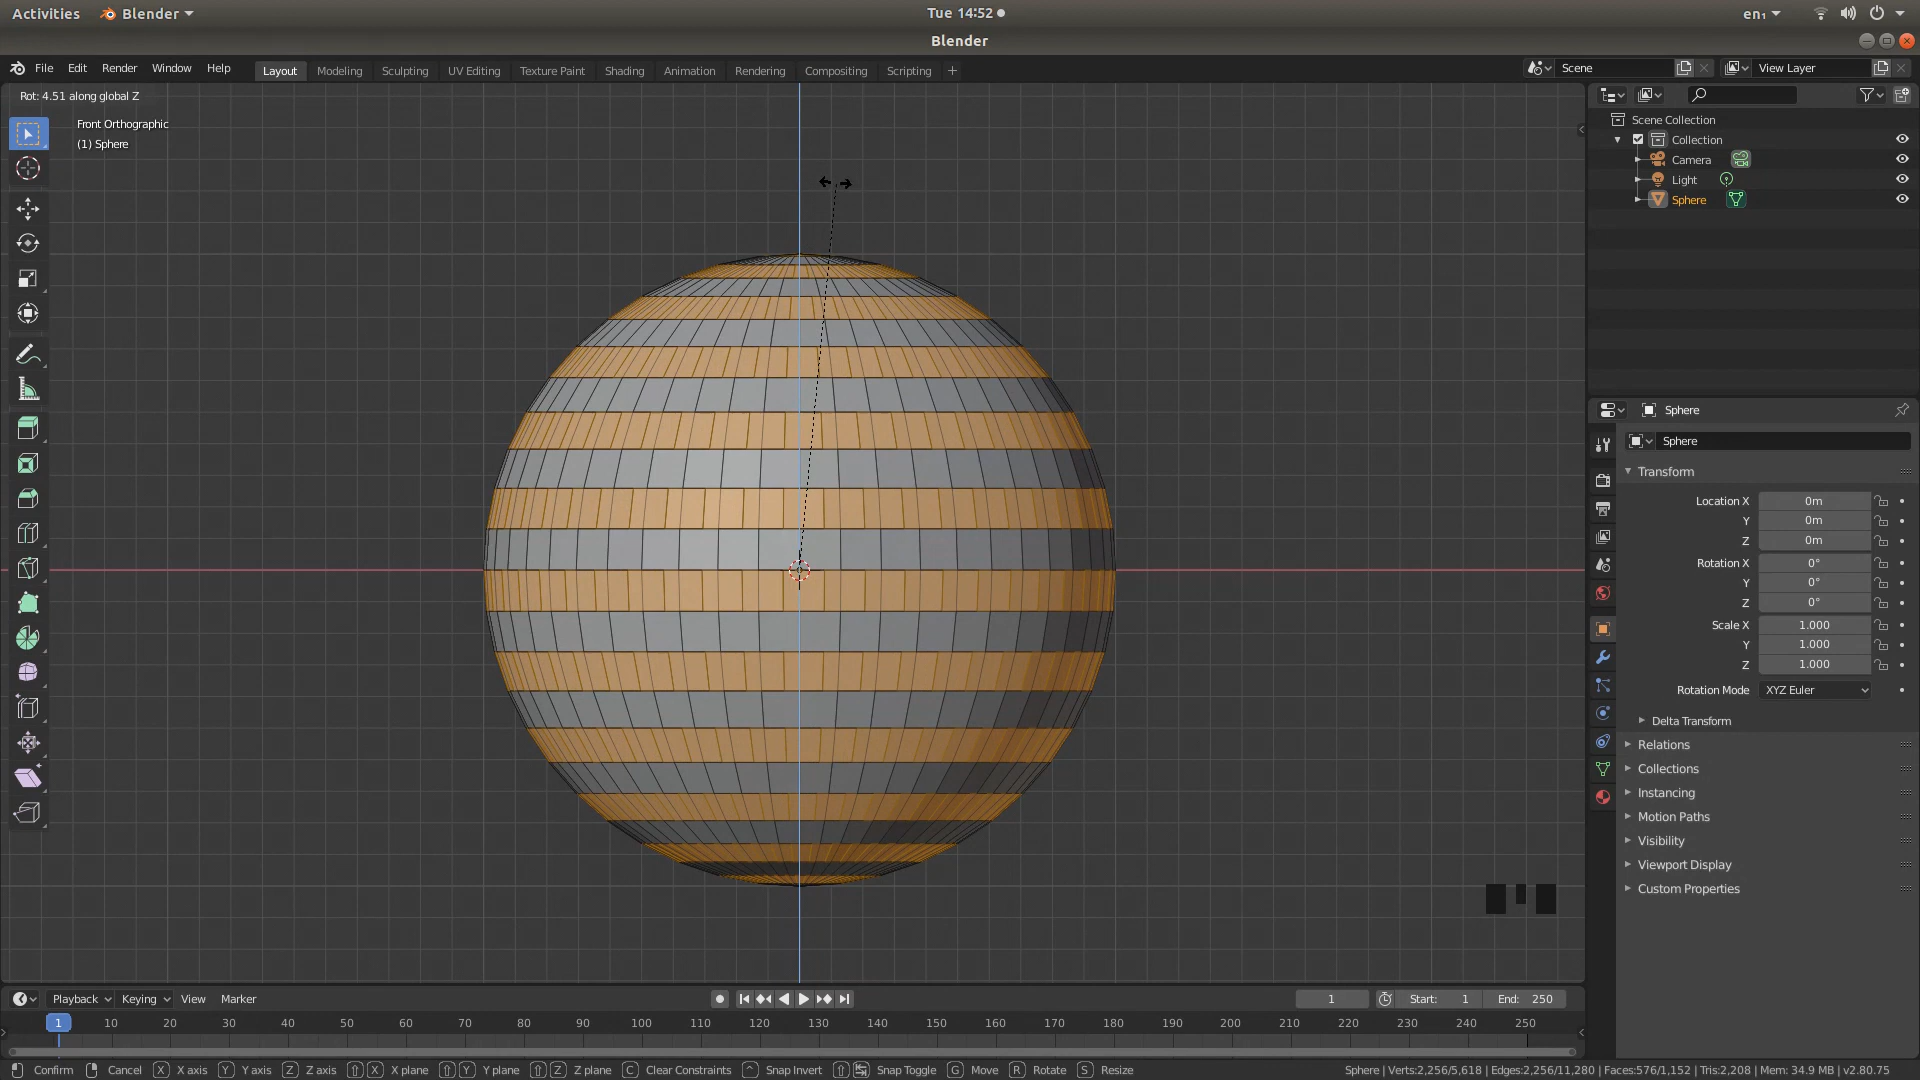 Activities Blender Tue 14:52 en₁
Blender
File Edit Render Window Help Layout Modeling Sculpting UV Editing Texture Paint Shading Animation Rendering Compositing Scripting + Scene View Layer
Rot: 4.51 along global Z
Front Orthographic
(1) Sphere
Scene Collection
Collection
Camera
Light
Sphere
Sphere
Sphere
Transform
Location X 0m
Y 0m
Z 0m
Rotation X 0°
Y 0°
Z 0°
Scale X 1.000
Y 1.000
Z 1.000
Rotation Mode XYZ Euler
Delta Transform
Relations
Collections
Instancing
Motion Paths
Visibility
Viewport Display
Custom Properties
Playback Keying View Marker 1 Start: 1 End: 250
1 10 20 30 40 50 60 70 80 90 100 110 120 130 140 150 160 170 180 190 200 210 220 230 240 250
Confirm Cancel X X axis Y Y axis Z Z axis X X plane Y Y plane Z Z plane C Clear Constraints Snap Invert Snap Toggle G Move R Rotate S Resize Sphere | Verts:2,256/5,618 | Edges:2,256/11,280 | Faces:576/1,152 | Tris:2,208 | Mem: 34.9 MB | v2.80.75